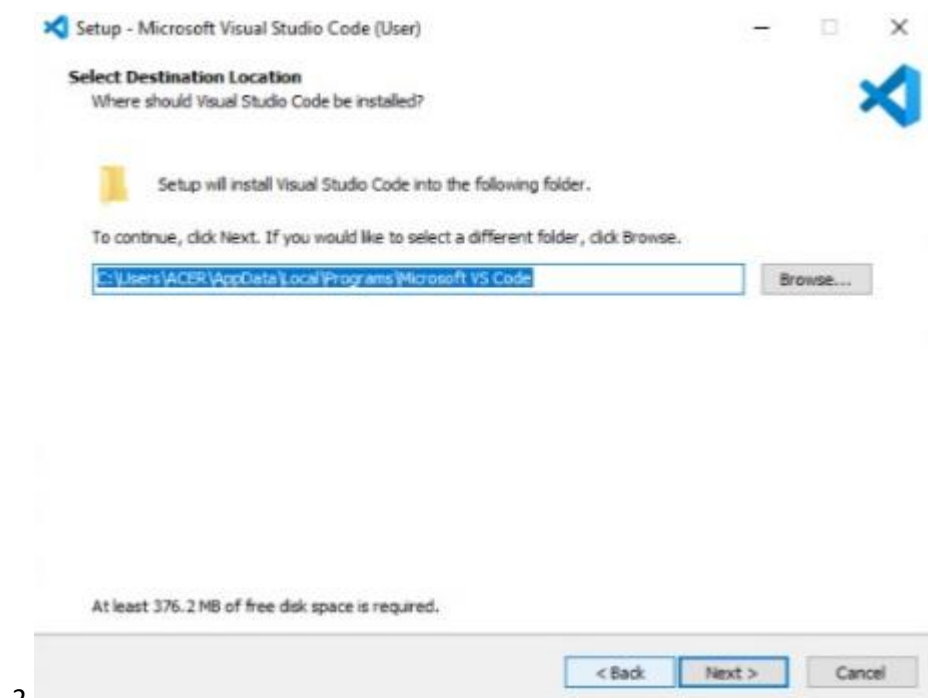 Setup - Microsoft Visual Studio Code (User)
Select Destination Location
Where should Visual Studio Code be installed?
Setup will install Visual Studio Code into the following folder.
To continue, click Next. If you would like to select a different folder, click Browse.
C:\Users\ACER\AppData\Local\Programs\Microsoft VS Code
Browse...
At least 376.2 MB of free disk space is required.
< Back Next > Cancel